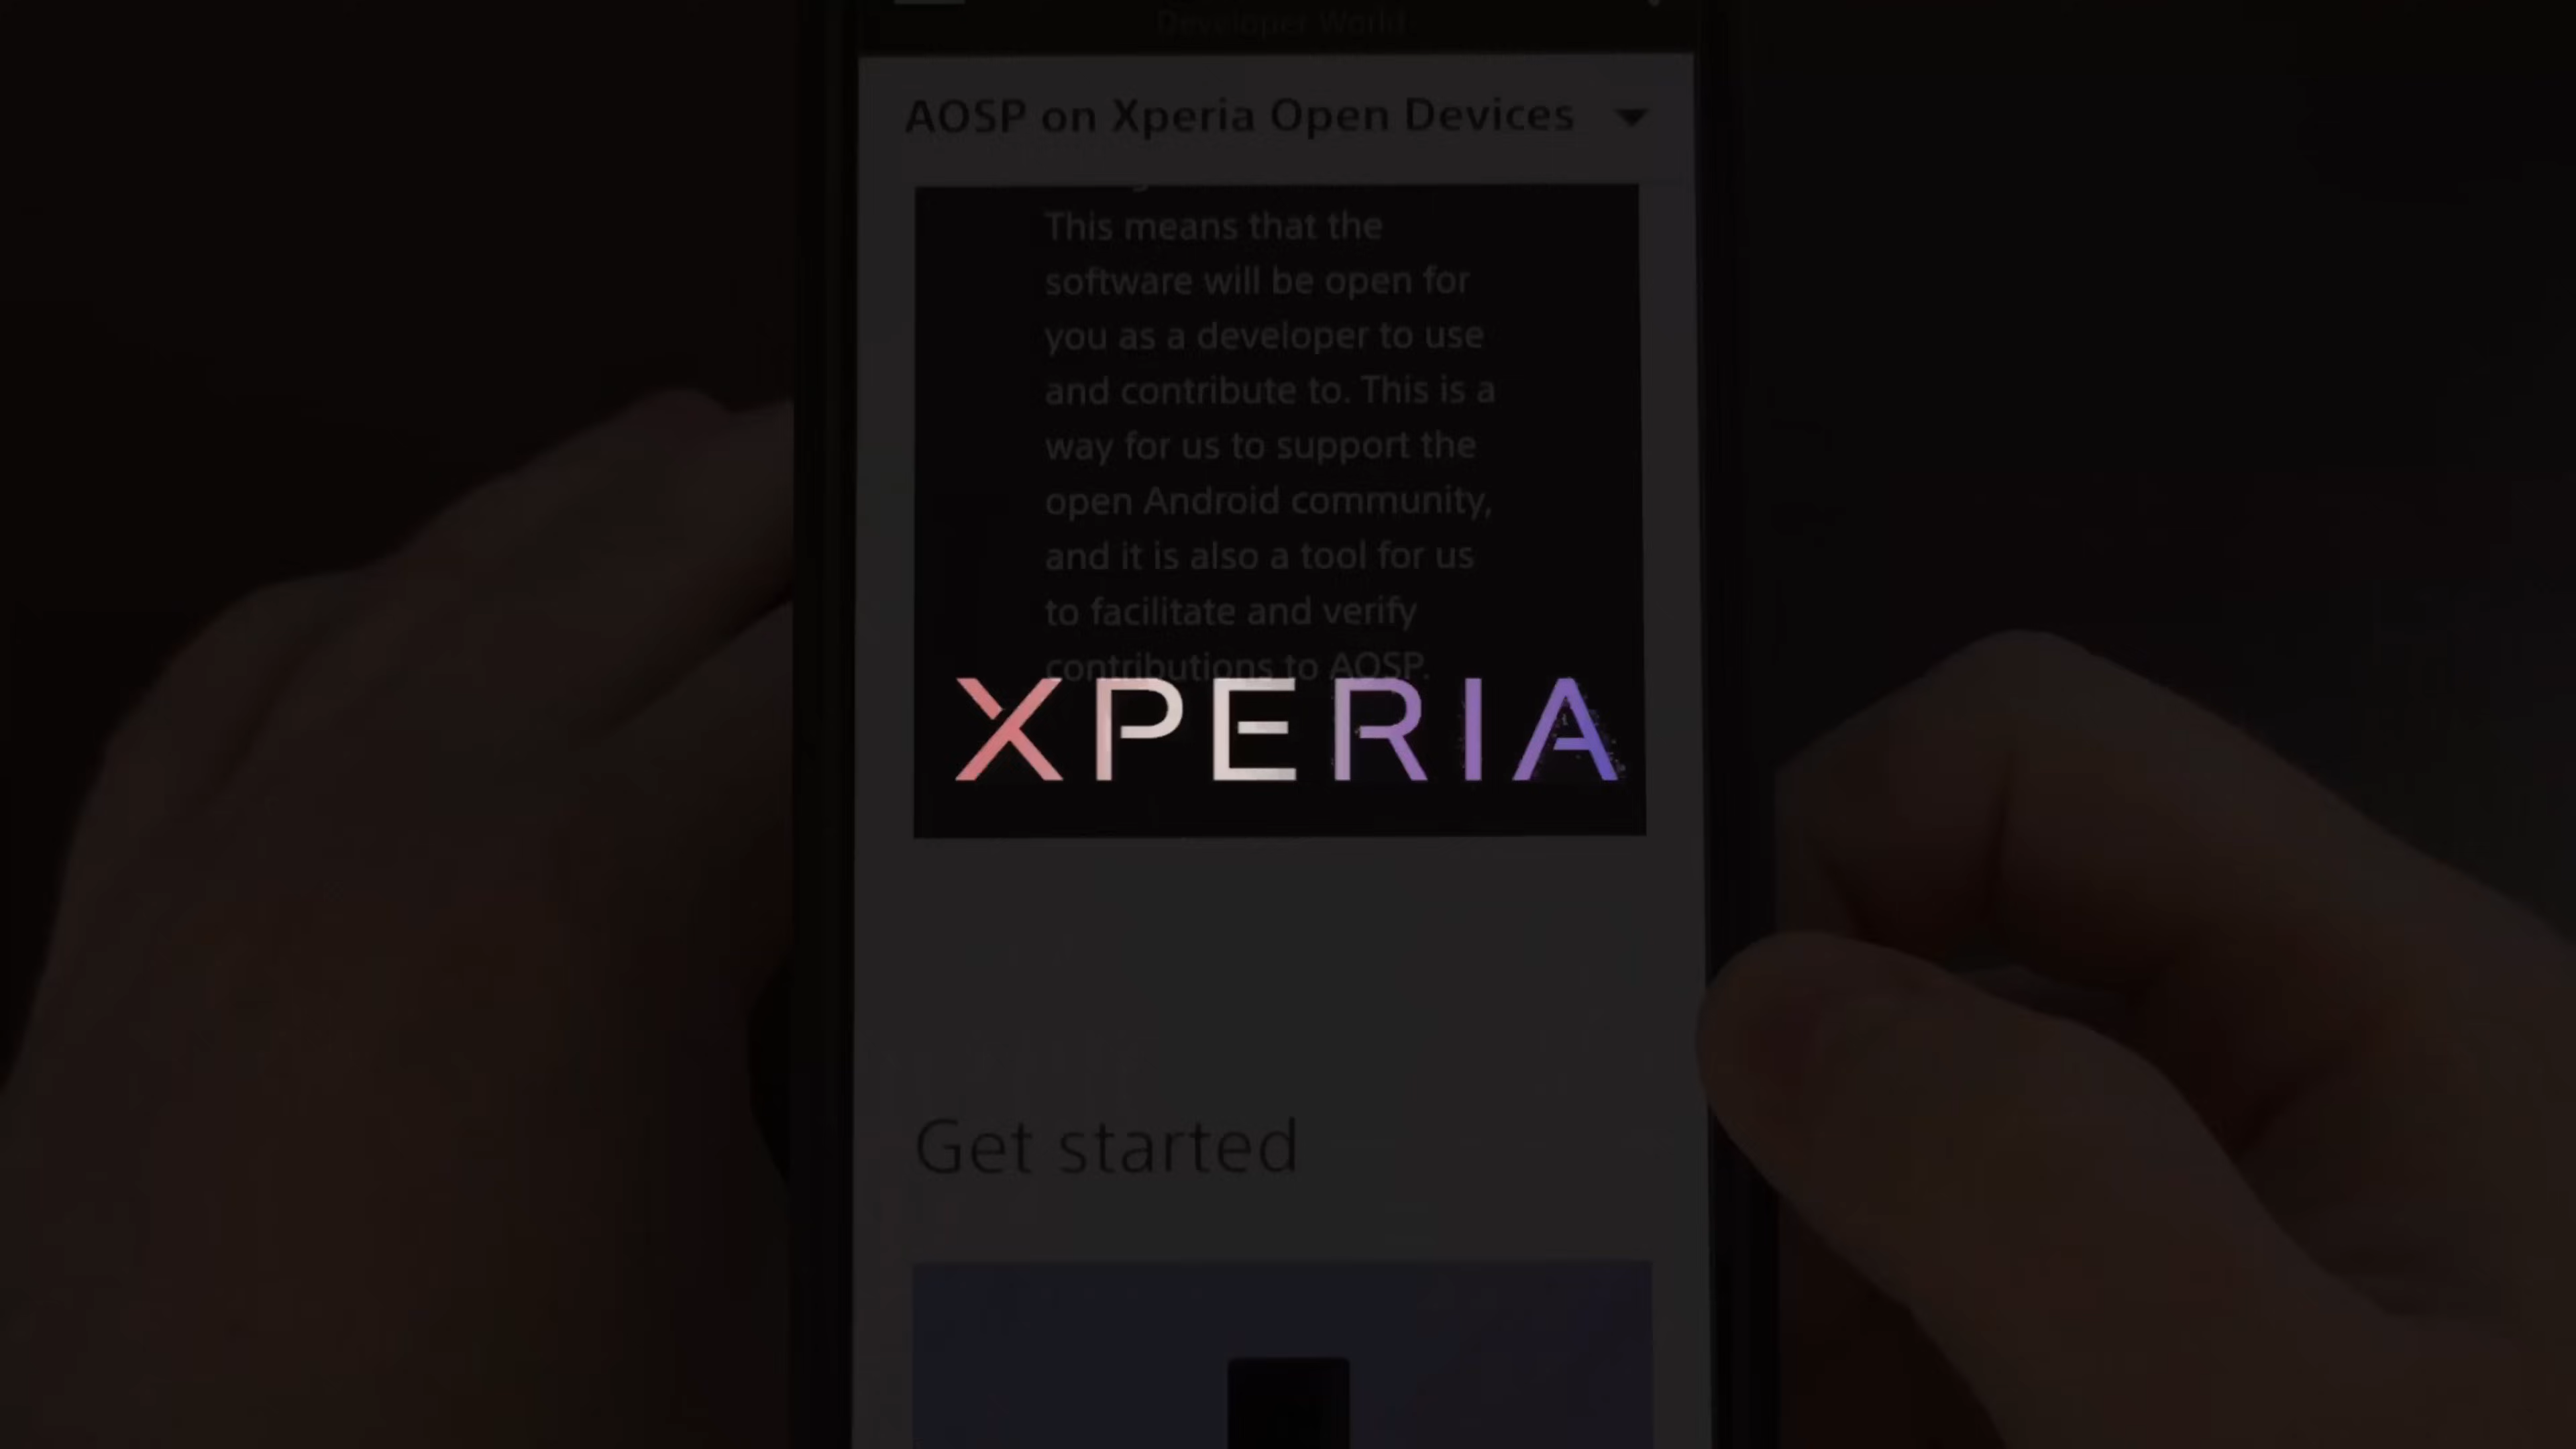 Developer World
AOSP on Xperia Open Devices
This means that the
software will be open for
you as a developer to use
and contribute to. This is a
way for us to support the
open Android community,
and it is also a tool for us
to facilitate and verify
contributions to AOSP.
XPERIA
Get started